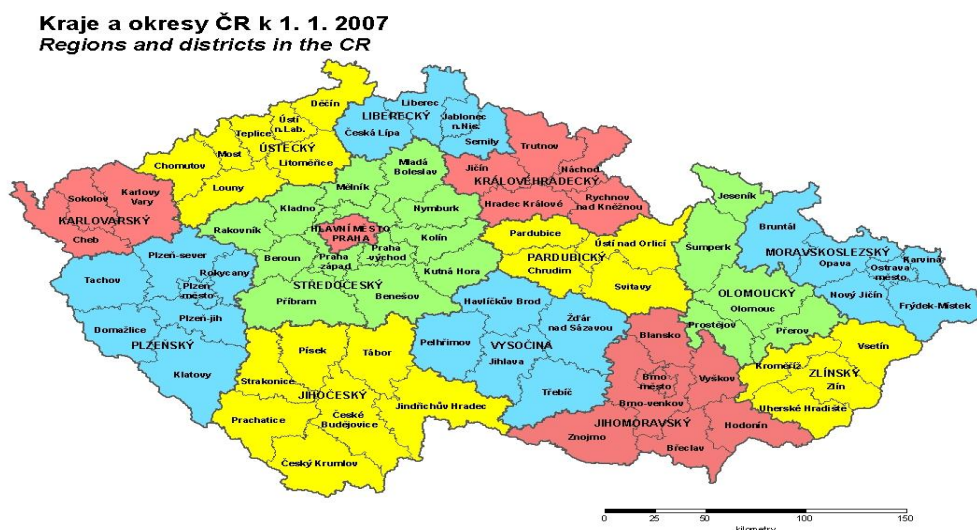 Kraje a okresy ČR k 1. 1. 2007
Regions and districts in the CR
Děčín
Ústí
n.Lab.
Teplice
ÚSTECKÝ
Most
Chomutov
Litoměřice
Louny
Liberec
LIBERECKÝ
Jablonec
n.Nis.
Česká Lípa
Semily
Trutnov
Jičín
Náchod
KRÁLOVÉHRADECKÝ
Hradec Králové
Rychnov
nad Kněžnou
Karlovy
Vary
Sokolov
KARLOVARSKÝ
Cheb
Mladá
Boleslav
Mělník
Kladno
Nymburk
Rakovník
HLAVNÍ MĚSTO
PRAHA
Kolín
Beroun
Praha
-západ
Praha
-východ
Kutná Hora
STŘEDOČESKÝ
Příbram
Benešov
Plzeň-sever
Rokycany
Tachov
Plzeň
-město
Plzeň-jih
Domažlice
PLZEŇSKÝ
Klatovy
Pardubice
Ústí nad Orlicí
PARDUBICKÝ
Chrudim
Svitavy
Jeseník
Šumperk
OLOMOUCKÝ
Olomouc
Prostějov
Přerov
Bruntál
MORAVSKOSLEZSKÝ
Opava
Karviná
Ostrava
-město
Nový Jičín
Frýdek-Místek
Havlíčkův Brod
Žďár
nad Sázavou
Pelhřimov
VYSOČINA
Jihlava
Třebíč
Písek
Tábor
Strakonice
JIHOČESKÝ
Jindřichův Hradec
Prachatice
České
Budějovice
Český Krumlov
Blansko
Brno
-město
Vyškov
Brno-venkov
JIHOMORAVSKÝ
Hodonín
Znojmo
Břeclav
Vsetín
Kroměříž
ZLÍNSKÝ
Zlín
Uherské Hradiště
0 25 50 100 150
kilometry